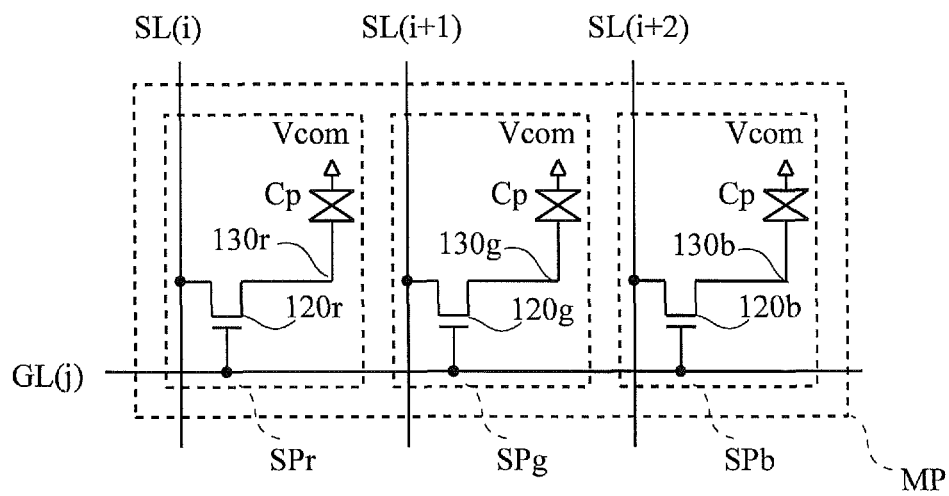 SL(i) SL(i+1) SL(i+2)
Vcom Vcom Vcom
Cp Cp Cp
130r 130g 130b
120r 120g 120b
GL(j)
SPr SPg SPb
MP